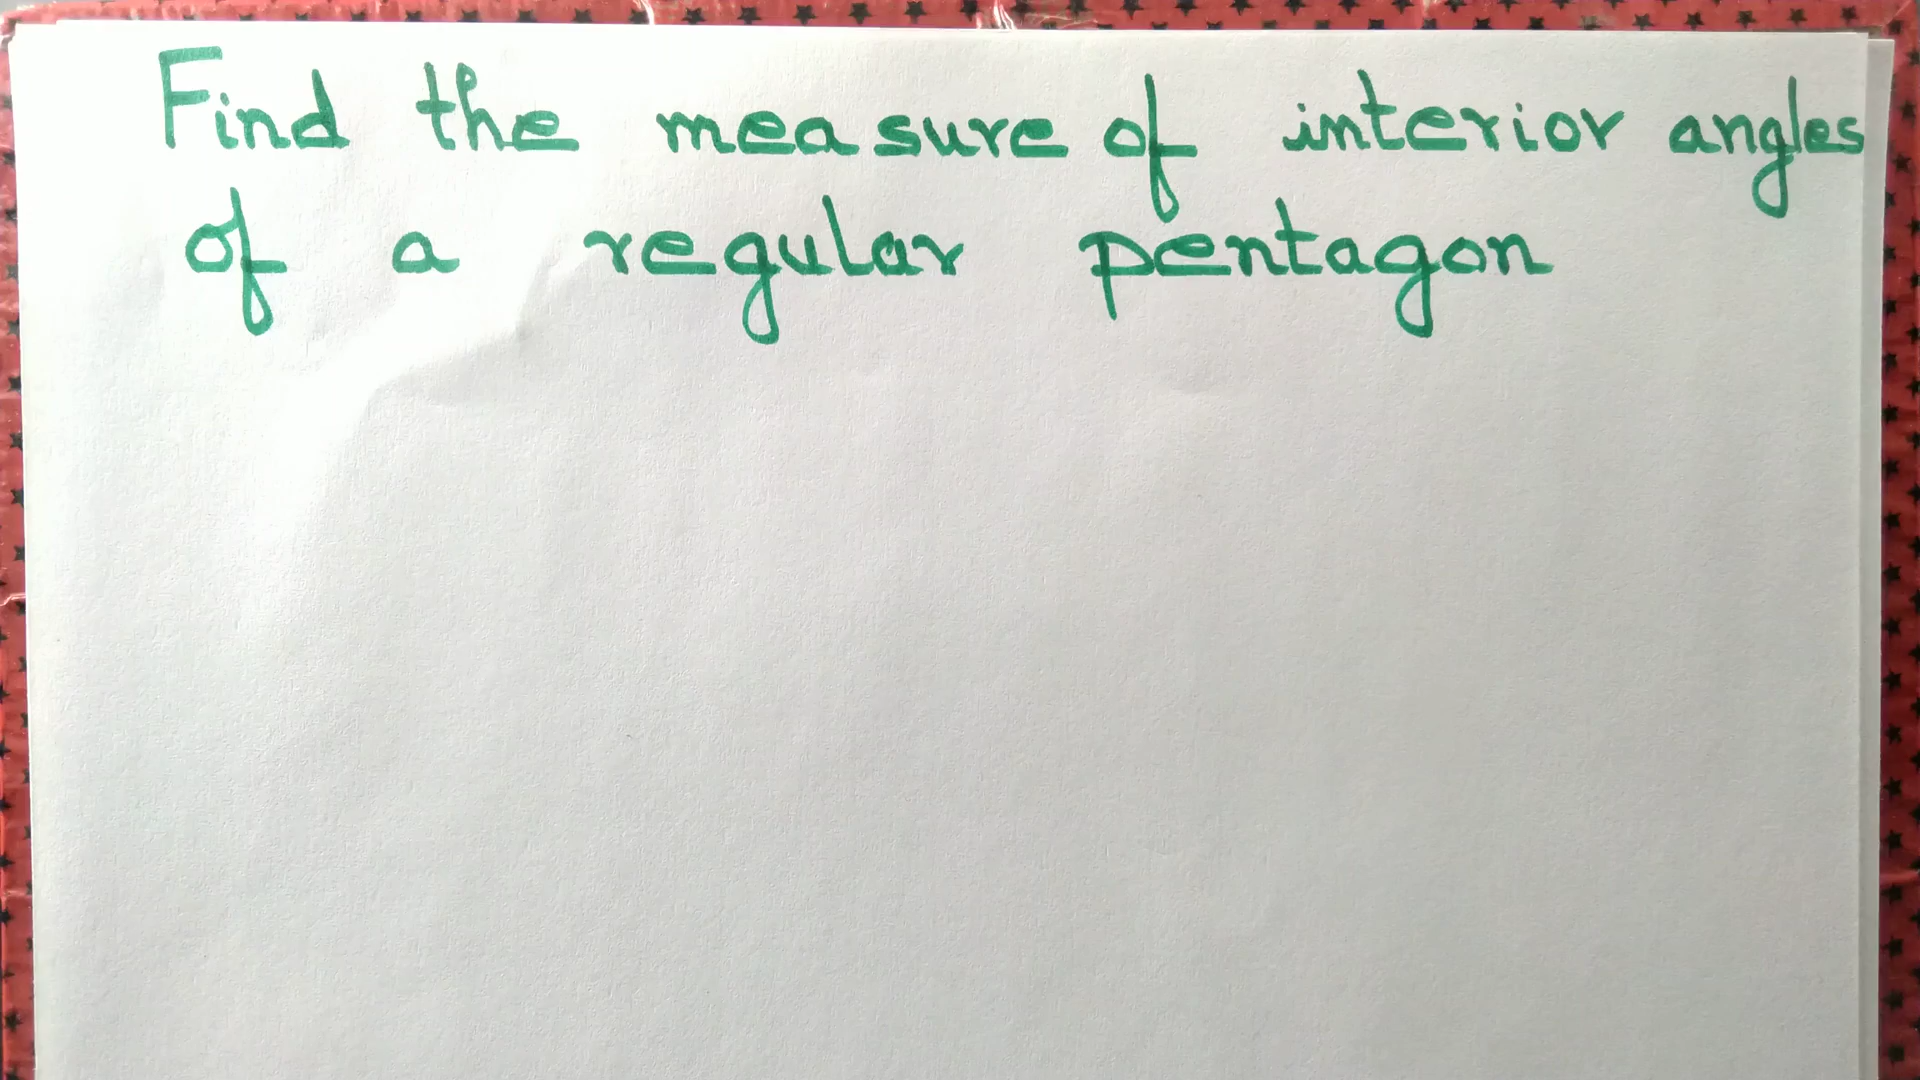 Find the measure of interior angles
of a regular pentagon